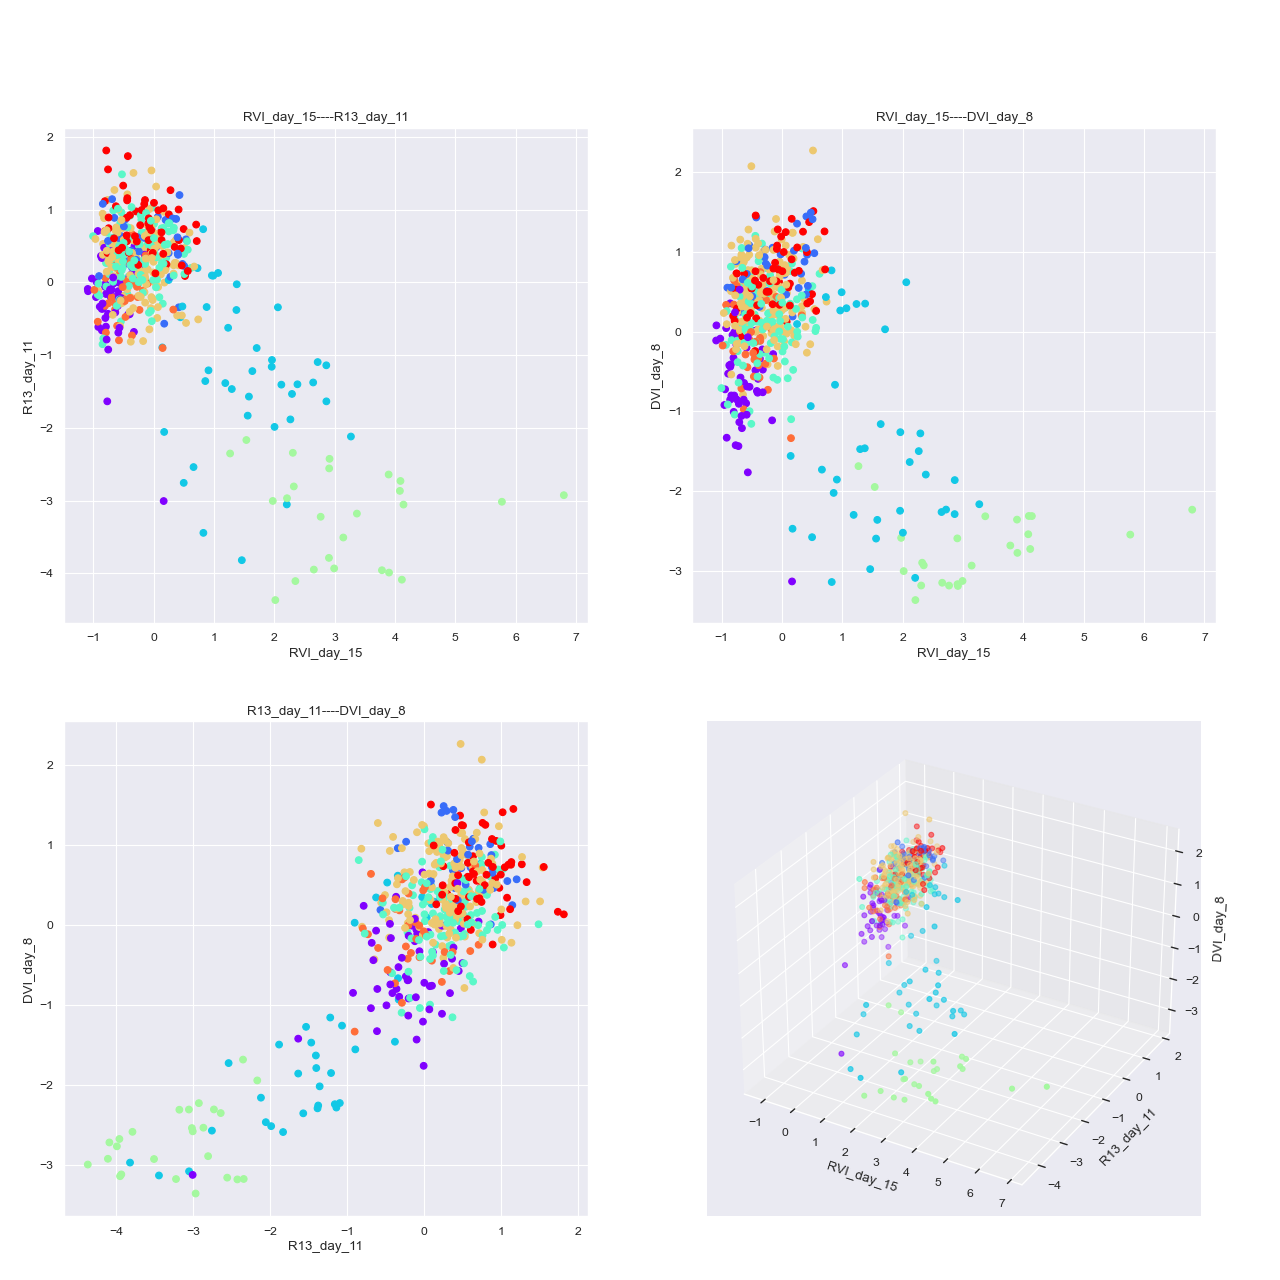 RVI_day_15----R13_day_11
2
1
0
−1
−2
−3
−4
R13_day_11
−1 0 1 2 3 4 5 6 7
RVI_day_15
RVI_day_15----DVI_day_8
2
1
0
−1
−2
−3
DVI_day_8
−1 0 1 2 3 4 5 6 7
RVI_day_15
R13_day_11----DVI_day_8
2
1
0
−1
−2
−3
DVI_day_8
−4 −3 −2 −1 0 1 2
R13_day_11
2
1
0
−1
−2
−3
DVI_day_8
2
1
0
−1
−2
−3
−4
R13_day_11
−1 0 1 2 3 4 5 6 7
RVI_day_15